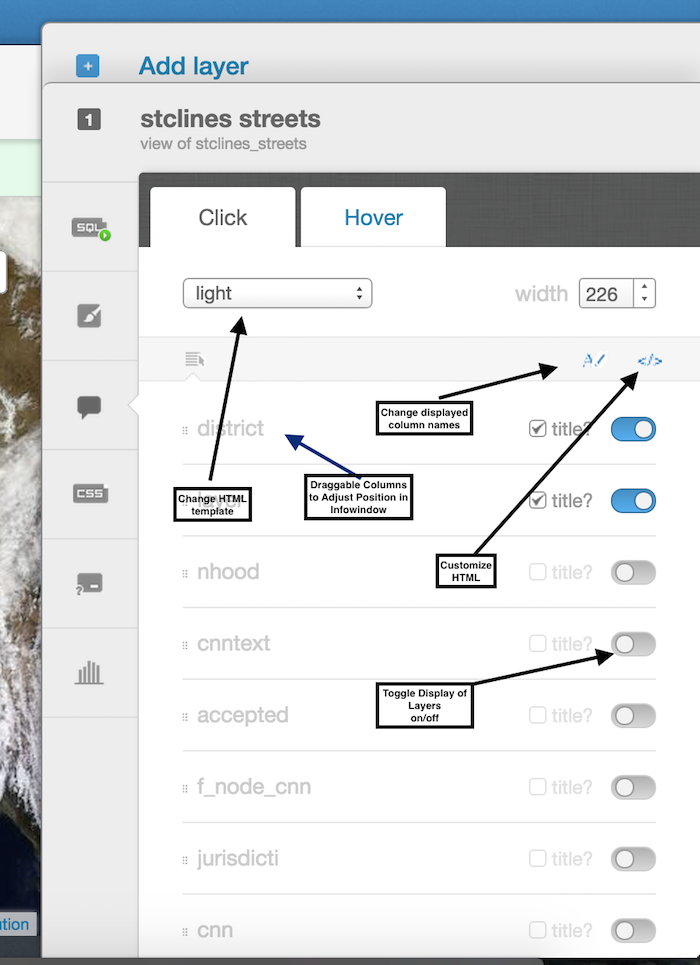 + Add layer
1 stclines streets
view of stclines_streets
Click Hover
SQL
light width 226
A </>
Change displayed
column names
district title?
Draggable Columns
to Adjust Position in
Infowindow
Change HTML
template
layer title?
CSS
Customize
HTML
nhood title?
?
cnntext title?
Toggle Display of
Layers
on/off
accepted title?
f_node_cnn title?
jurisdicti title?
ution
cnn title?